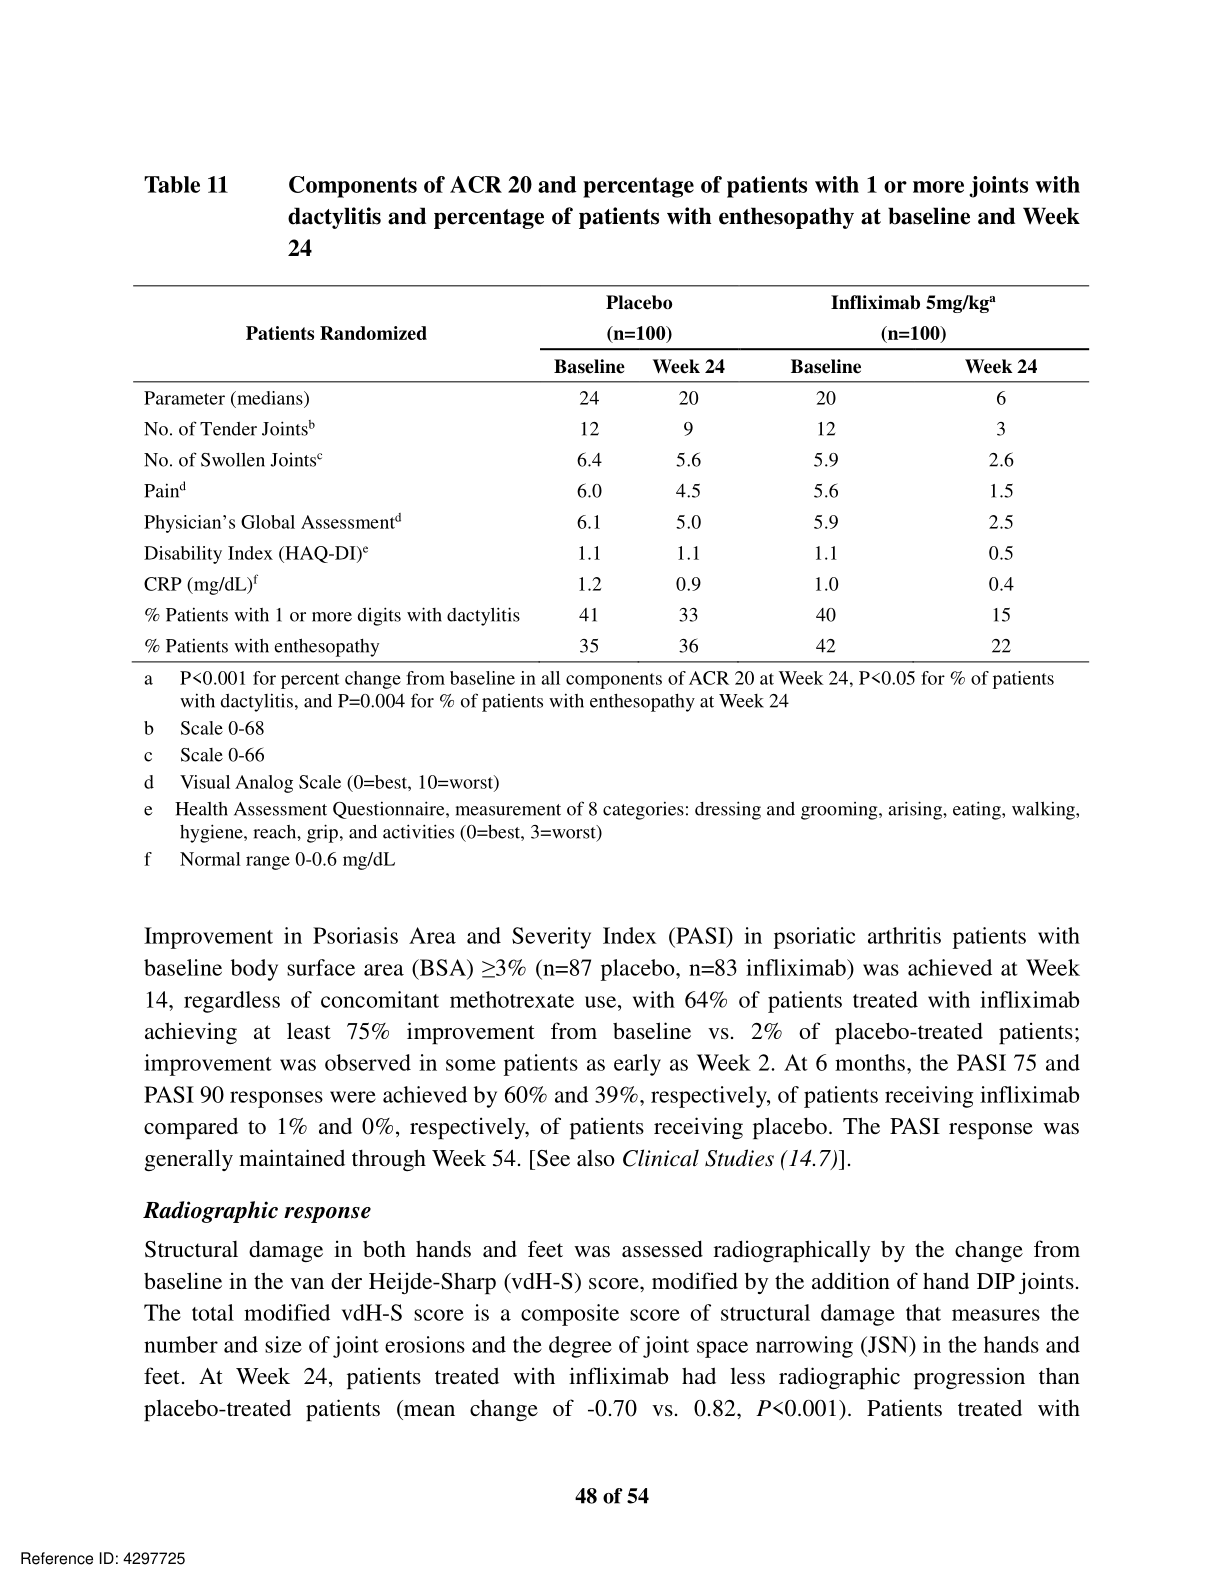 Table 11 Components of ACR 20 and percentage of patients with 1 or more joints with
dactylitis and percentage of patients with enthesopathy at baseline and Week
24
Placebo Infliximab 5mg/kgᵃ
Patients Randomized (n=100) (n=100)
Baseline Week 24 Baseline Week 24
Parameter (medians) 24 20 20 6
No. of Tender Jointsᵇ 12 9 12 3
No. of Swollen Jointsᶜ 6.4 5.6 5.9 2.6
Painᵈ 6.0 4.5 5.6 1.5
Physician’s Global Assessmentᵈ 6.1 5.0 5.9 2.5
Disability Index (HAQ-DI)ᵉ 1.1 1.1 1.1 0.5
CRP (mg/dL)ᶠ 1.2 0.9 1.0 0.4
% Patients with 1 or more digits with dactylitis 41 33 40 15
% Patients with enthesopathy 35 36 42 22
a P<0.001 for percent change from baseline in all components of ACR 20 at Week 24, P<0.05 for % of patients
with dactylitis, and P=0.004 for % of patients with enthesopathy at Week 24
b Scale 0-68
c Scale 0-66
d Visual Analog Scale (0=best, 10=worst)
e Health Assessment Questionnaire, measurement of 8 categories: dressing and grooming, arising, eating, walking,
hygiene, reach, grip, and activities (0=best, 3=worst)
f Normal range 0-0.6 mg/dL
Improvement in Psoriasis Area and Severity Index (PASI) in psoriatic arthritis patients with
baseline body surface area (BSA) ≥3% (n=87 placebo, n=83 infliximab) was achieved at Week
14, regardless of concomitant methotrexate use, with 64% of patients treated with infliximab
achieving at least 75% improvement from baseline vs. 2% of placebo-treated patients;
improvement was observed in some patients as early as Week 2. At 6 months, the PASI 75 and
PASI 90 responses were achieved by 60% and 39%, respectively, of patients receiving infliximab
compared to 1% and 0%, respectively, of patients receiving placebo. The PASI response was
generally maintained through Week 54. [See also Clinical Studies (14.7)].
Radiographic response
Structural damage in both hands and feet was assessed radiographically by the change from
baseline in the van der Heijde-Sharp (vdH-S) score, modified by the addition of hand DIP joints.
The total modified vdH-S score is a composite score of structural damage that measures the
number and size of joint erosions and the degree of joint space narrowing (JSN) in the hands and
feet. At Week 24, patients treated with infliximab had less radiographic progression than
placebo-treated patients (mean change of -0.70 vs. 0.82, P<0.001). Patients treated with
48 of 54
Reference ID: 4297725